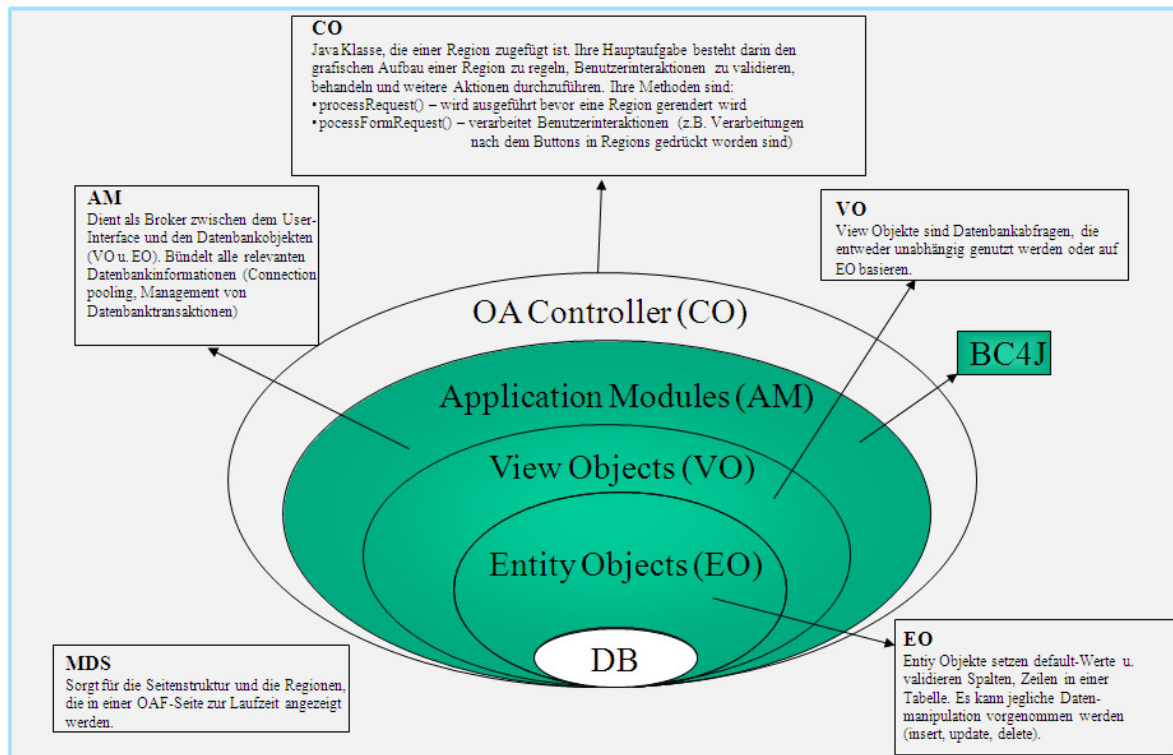 CO
Java Klasse, die einer Region zugefügt ist. Ihre Hauptaufgabe besteht darin den
grafischen Aufbau einer Region zu regeln, Benutzerinteraktionen zu validieren,
behandeln und weitere Aktionen durchzuführen. Ihre Methoden sind:
• processRequest() – wird ausgeführt bevor eine Region gerendert wird
• pocessFormRequest() – verarbeitet Benutzerinteraktionen (z.B. Verarbeitungen
nach dem Buttons in Regions gedrückt worden sind)
AM
Dient als Broker zwischen dem User-
Interface und den Datenbankobjekten
(VO u. EO). Bündelt alle relevanten
Datenbankinformationen (Connection
pooling, Management von
Datenbanktransaktionen)
VO
View Objekte sind Datenbankabfragen, die
entweder unabhängig genutzt werden oder auf
EO basieren.
OA Controller (CO)
BC4J
Application Modules (AM)
View Objects (VO)
Entity Objects (EO)
DB
MDS
Sorgt für die Seitenstruktur und die Regionen,
die in einer OAF-Seite zur Laufzeit angezeigt
werden.
EO
Entiy Objekte setzen default-Werte u.
validieren Spalten, Zeilen in einer
Tabelle. Es kann jegliche Daten-
manipulation vorgenommen werden
(insert, update, delete).